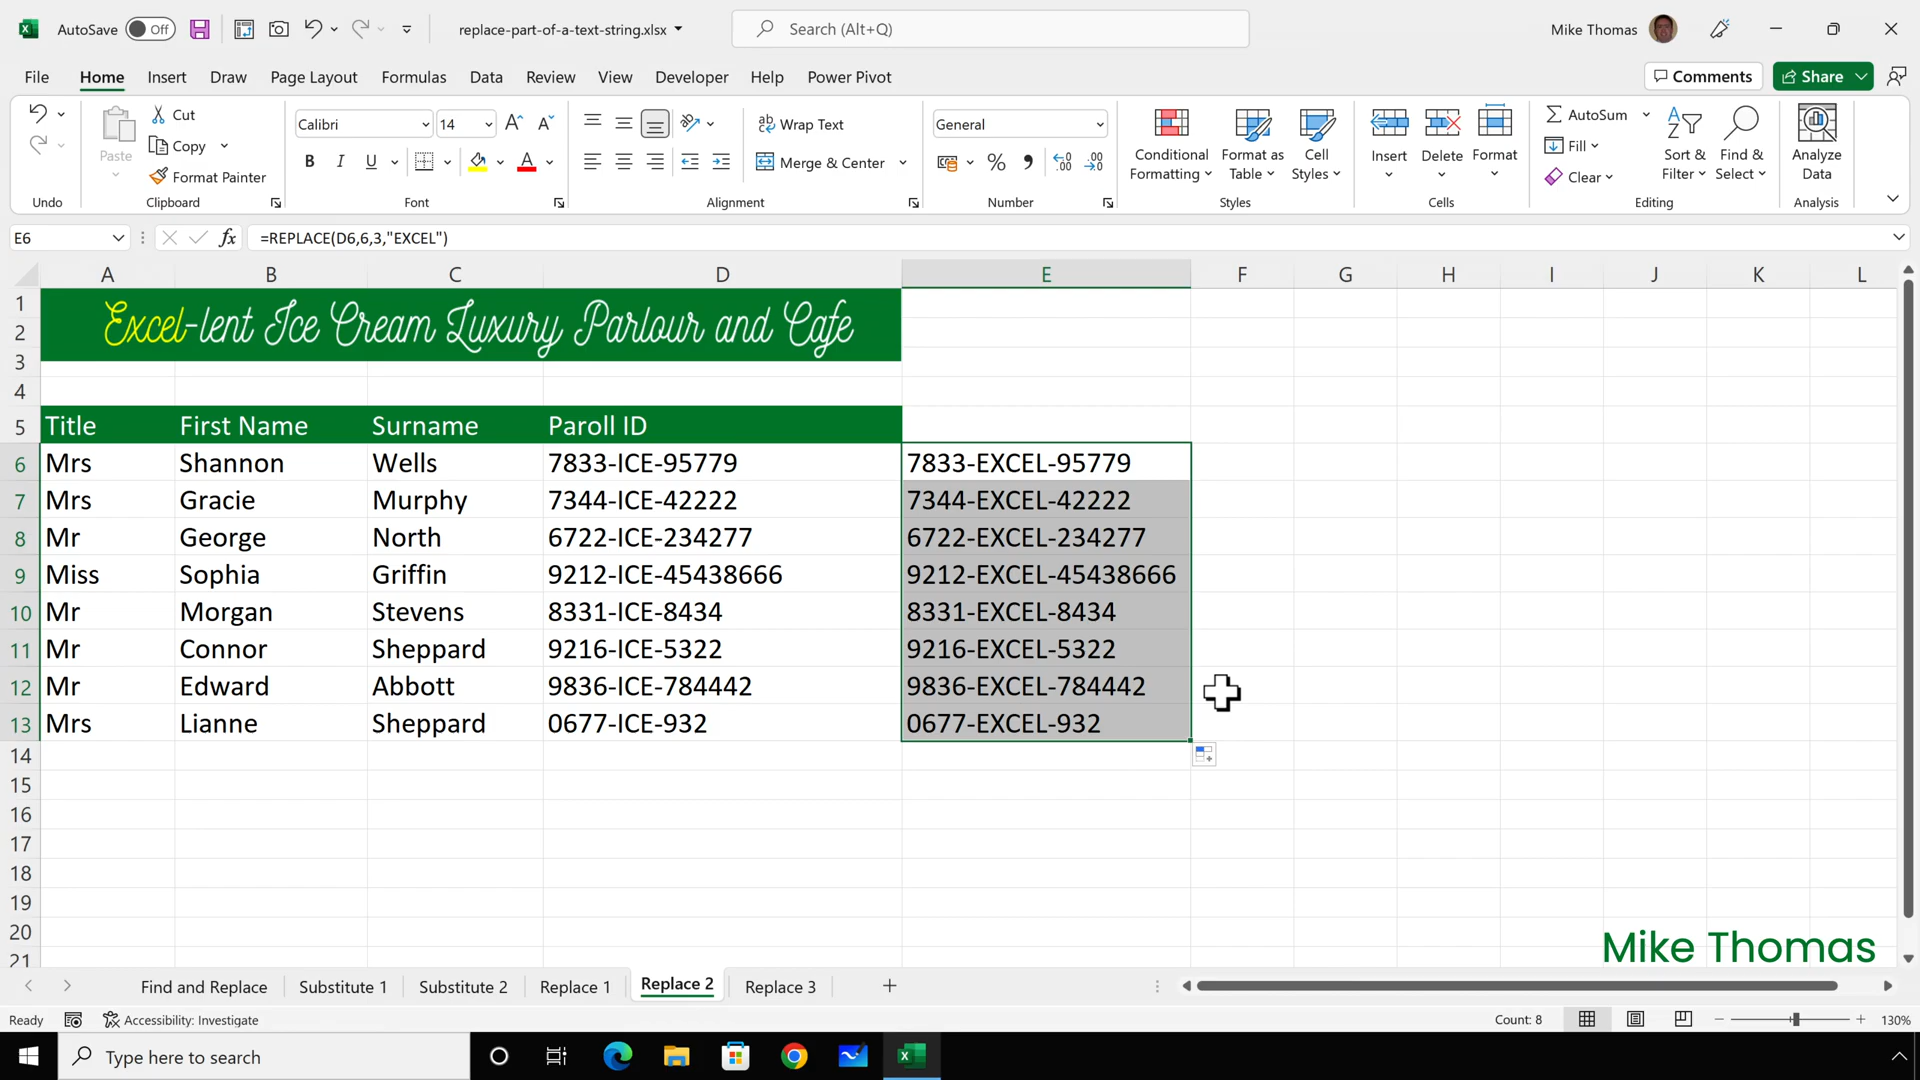 AutoSave Off replace-part-of-a-text-string.xlsx Search (Alt+Q) Mike Thomas
File Home Insert Draw Page Layout Formulas Data Review View Developer Help Power Pivot Comments Share
Paste Cut Copy Format Painter
Calibri 14
B I U A
Wrap Text
Merge & Center
General
% ,
Conditional Formatting Format as Table Cell Styles
Insert Delete Format
AutoSum Fill Clear
Sort & Filter Find & Select
Analyze Data
Undo Clipboard Font Alignment Number Styles Cells Editing Analysis
E6 fx =REPLACE(D6,6,3,"EXCEL")
A B C D E F G H I J K L
1
2 Excel-lent Ice Cream Luxury Parlour and Cafe
3
4
5 Title First Name Surname Paroll ID
6 Mrs Shannon Wells 7833-ICE-95779 7833-EXCEL-95779
7 Mrs Gracie Murphy 7344-ICE-42222 7344-EXCEL-42222
8 Mr George North 6722-ICE-234277 6722-EXCEL-234277
9 Miss Sophia Griffin 9212-ICE-45438666 9212-EXCEL-45438666
10 Mr Morgan Stevens 8331-ICE-8434 8331-EXCEL-8434
11 Mr Connor Sheppard 9216-ICE-5322 9216-EXCEL-5322
12 Mr Edward Abbott 9836-ICE-784442 9836-EXCEL-784442
13 Mrs Lianne Sheppard 0677-ICE-932 0677-EXCEL-932
14
15
16
17
18
19
20
21
Mike Thomas
Find and Replace Substitute 1 Substitute 2 Replace 1 Replace 2 Replace 3
Ready Accessibility: Investigate Count: 8 130%
Type here to search